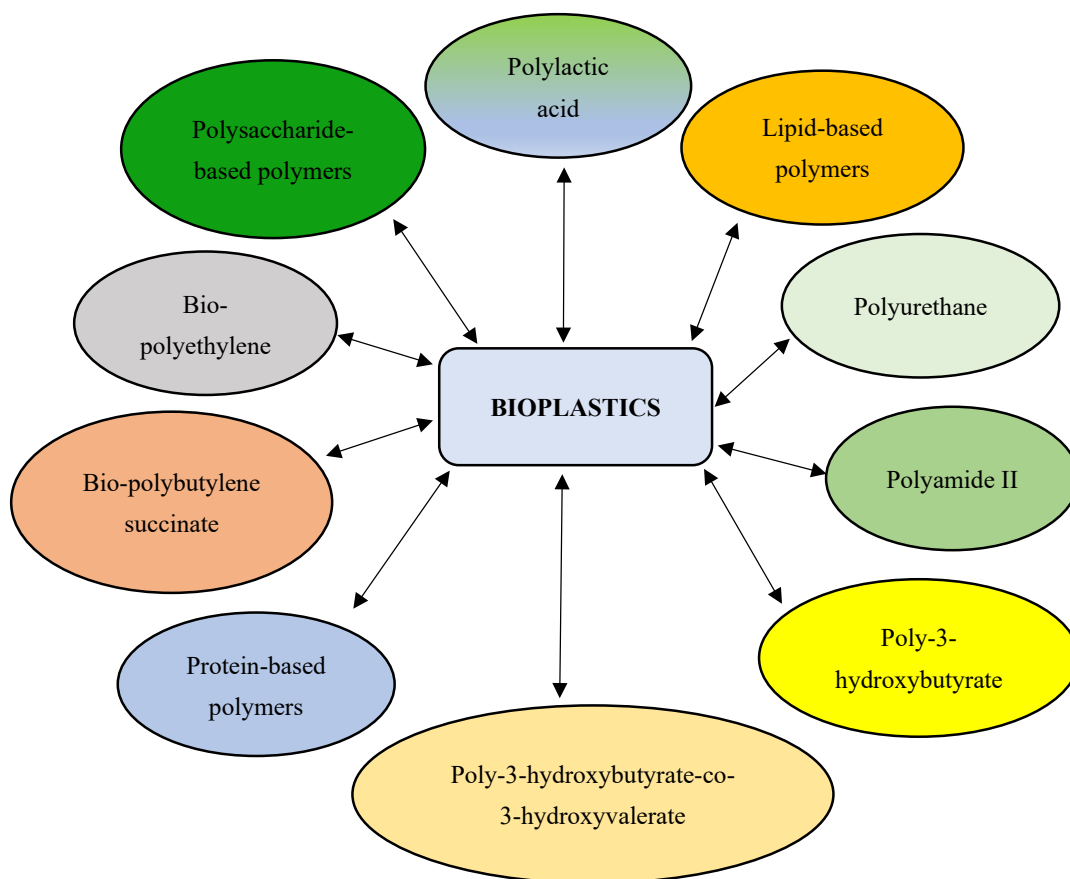 Polylactic
acid
Polysaccharide-
based polymers
Lipid-based
polymers
Bio-
polyethylene
Polyurethane
BIOPLASTICS
Bio-polybutylene
succinate
Polyamide II
Protein-based
polymers
Poly-3-
hydroxybutyrate
Poly-3-hydroxybutyrate-co-
3-hydroxyvalerate